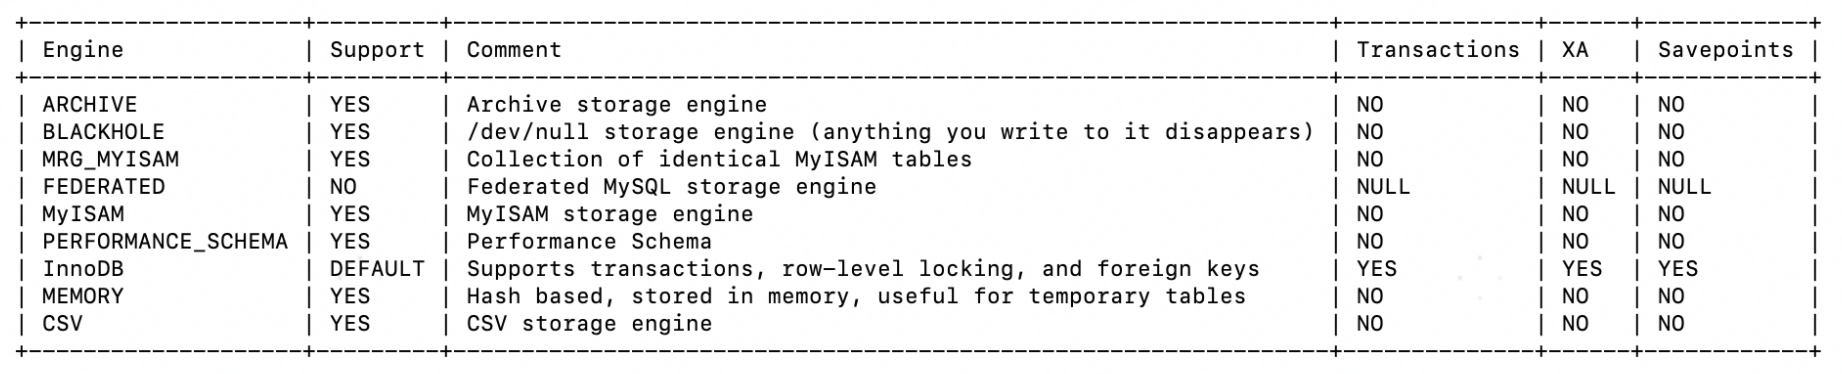 +--------------------+---------+----------------------------------------------------------------+--------------+------+------------+
| Engine             | Support | Comment                                                        | Transactions | XA   | Savepoints |
+--------------------+---------+----------------------------------------------------------------+--------------+------+------------+
| ARCHIVE            | YES     | Archive storage engine                                         | NO           | NO   | NO         |
| BLACKHOLE          | YES     | /dev/null storage engine (anything you write to it disappears) | NO           | NO   | NO         |
| MRG_MYISAM         | YES     | Collection of identical MyISAM tables                          | NO           | NO   | NO         |
| FEDERATED          | NO      | Federated MySQL storage engine                                 | NULL         | NULL | NULL       |
| MyISAM             | YES     | MyISAM storage engine                                          | NO           | NO   | NO         |
| PERFORMANCE_SCHEMA | YES     | Performance Schema                                             | NO           | NO   | NO         |
| InnoDB             | DEFAULT | Supports transactions, row-level locking, and foreign keys     | YES          | YES  | YES        |
| MEMORY             | YES     | Hash based, stored in memory, useful for temporary tables      | NO           | NO   | NO         |
| CSV                | YES     | CSV storage engine                                             | NO           | NO   | NO         |
+--------------------+---------+----------------------------------------------------------------+--------------+------+------------+